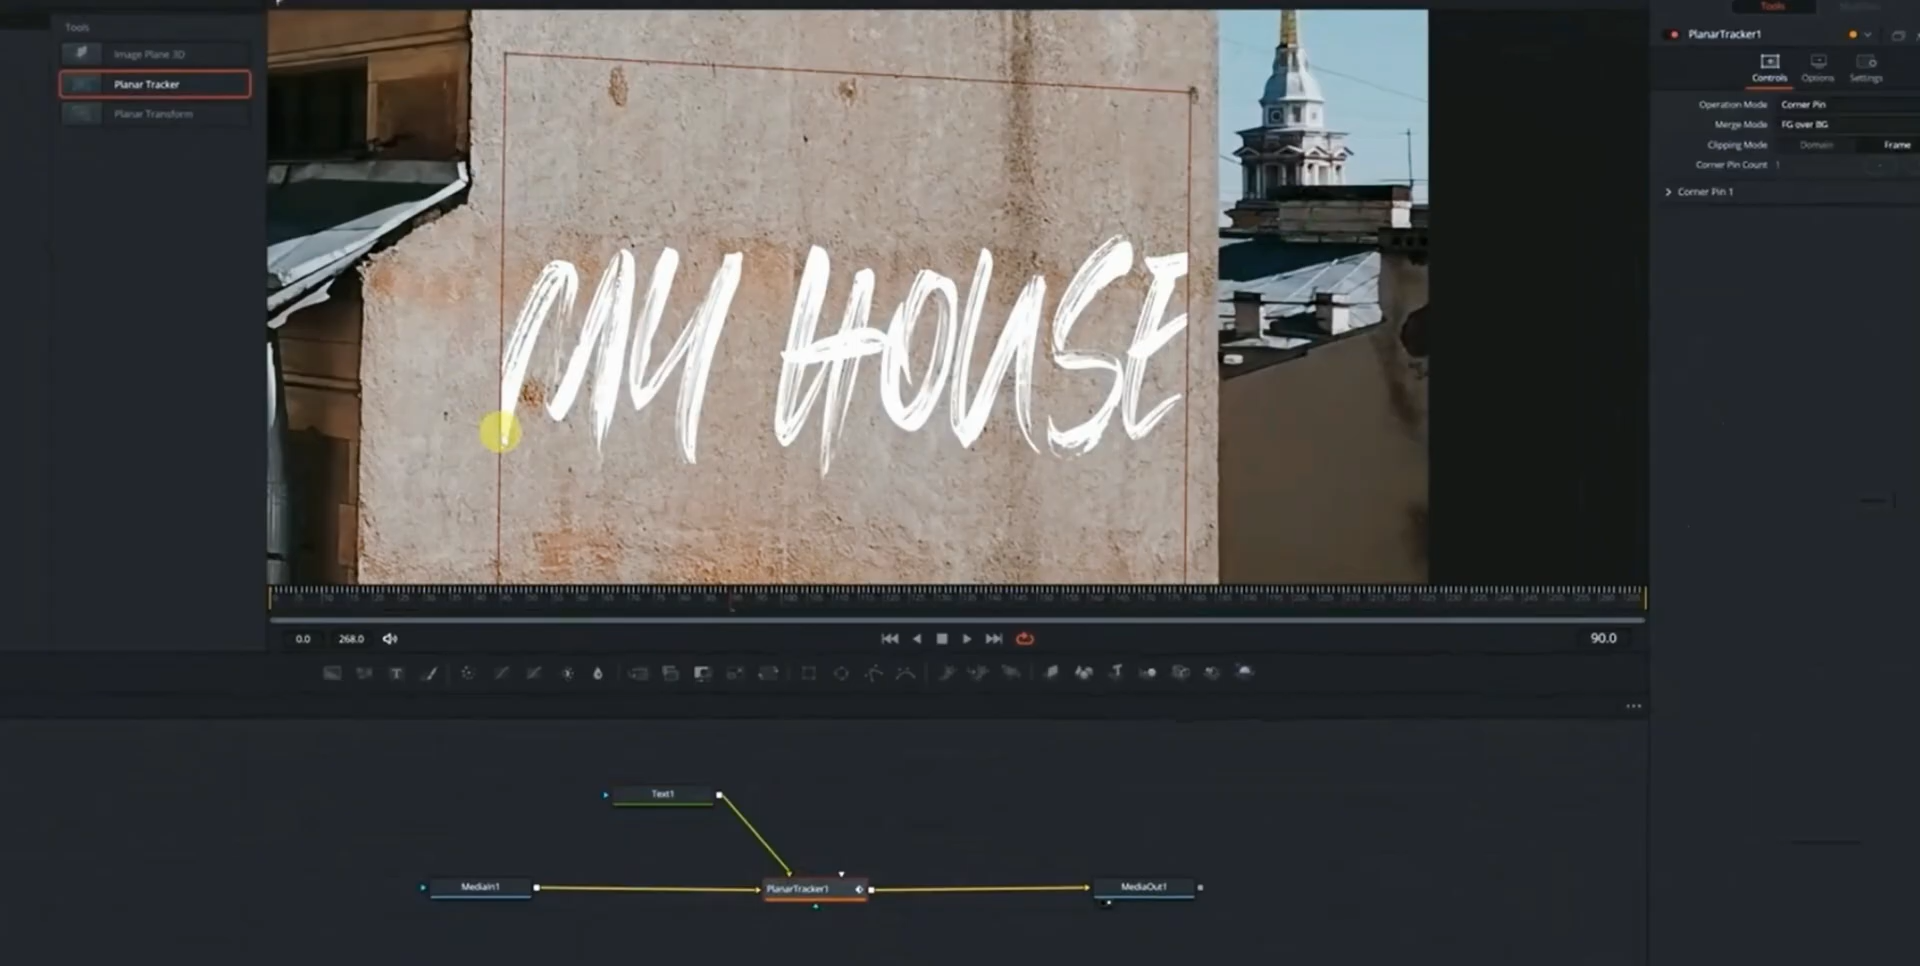 Tools
Image Plane 3D
Planar Tracker
Planar Transform
MY HOUSE
Tools
PlanarTracker1
Controls
Options
Settings
Operation Mode Corner Pin
Merge Mode FG over BG
Clipping Mode Domain Frame
Corner Pin Count 1
Corner Pin 1
0.0 268.0
90.0
T
Text1
MediaIn1
PlanarTracker1
MediaOut1